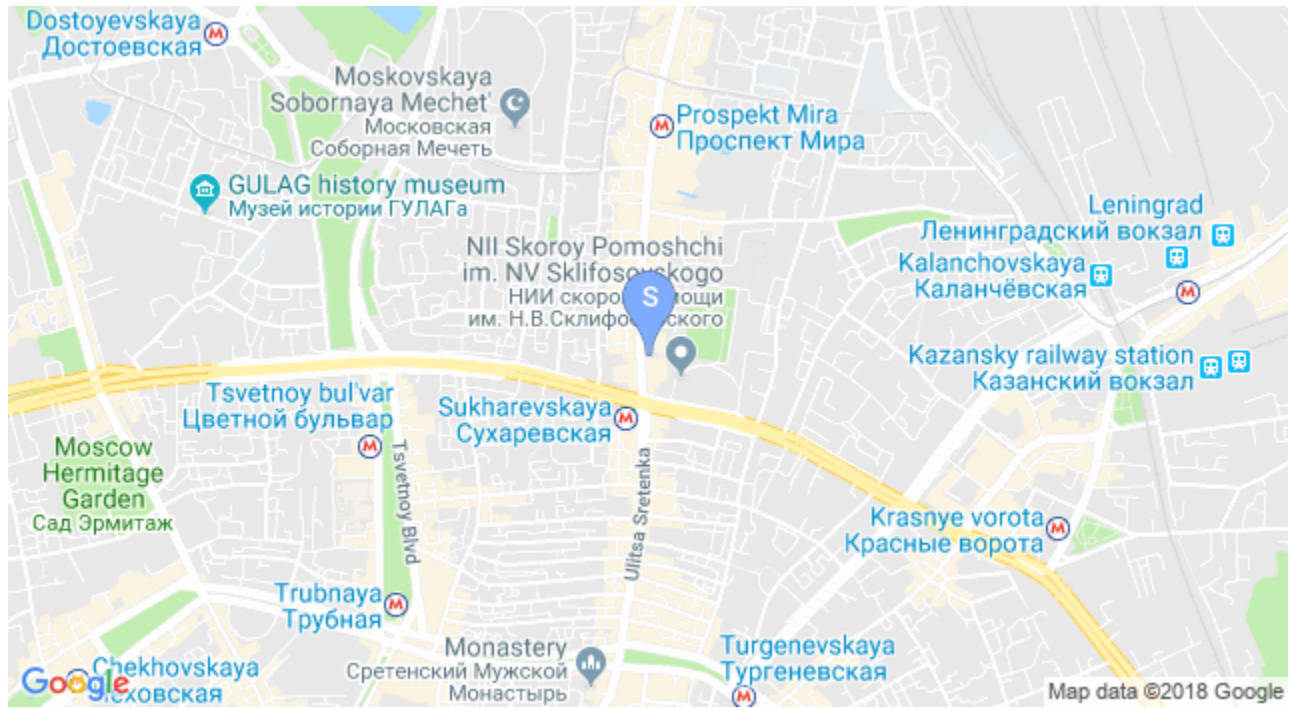 Dostoyevskaya
Достоевская
Moskovskaya
Sobornaya Mechet'
Московская
Соборная Мечеть
Prospekt Mira
Проспект Мира
GULAG history museum
Музей истории ГУЛАГа
Leningrad
Ленинградский вокзал
NII Skoroy Pomoshchi
im. NV Sklifosovskogo
НИИ скорой помощи
им. Н.В.Склифосовского
S
Kalanchovskaya
Каланчёвская
Kazansky railway station
Казанский вокзал
Tsvetnoy bul'var
Цветной бульвар
Sukharevskaya
Сухаревская
Moscow
Hermitage
Garden
Сад Эрмитаж
Tsvetnoy Blvd
Ulitsa Sretenka
Krasnye vorota
Красные ворота
Trubnaya
Трубная
Monastery
Сретенский Мужской
Монастырь
Turgenevskaya
Тургеневская
Chekhovskaya
Чеховская
Google
Map data ©2018 Google